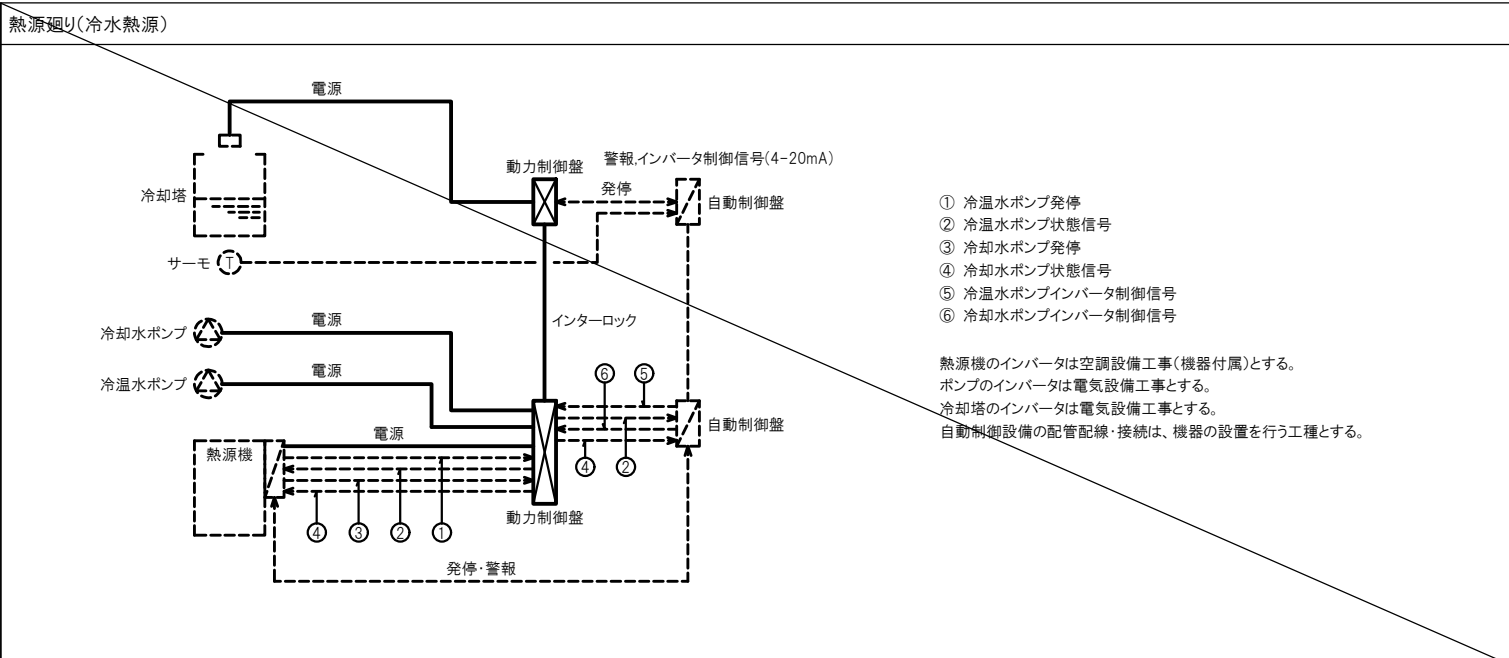 熱源廻り(冷水熱源)
電源
動力制御盤
警報,インバータ制御信号(4-20mA)
冷却塔
発停
自動制御盤
サーモ T
① 冷温水ポンプ発停
② 冷温水ポンプ状態信号
③ 冷却水ポンプ発停
④ 冷却水ポンプ状態信号
⑤ 冷温水ポンプインバータ制御信号
⑥ 冷却水ポンプインバータ制御信号
熱源機のインバータは空調設備工事(機器付属)とする。
ポンプのインバータは電気設備工事とする。
冷却塔のインバータは電気設備工事とする。
自動制御設備の配管配線・接続は、機器の設置を行う工種とする。
冷却水ポンプ
電源
インターロック
冷温水ポンプ
電源
⑥ ⑤
自動制御盤
電源
熱源機
④ ②
動力制御盤
④ ③ ② ①
発停・警報